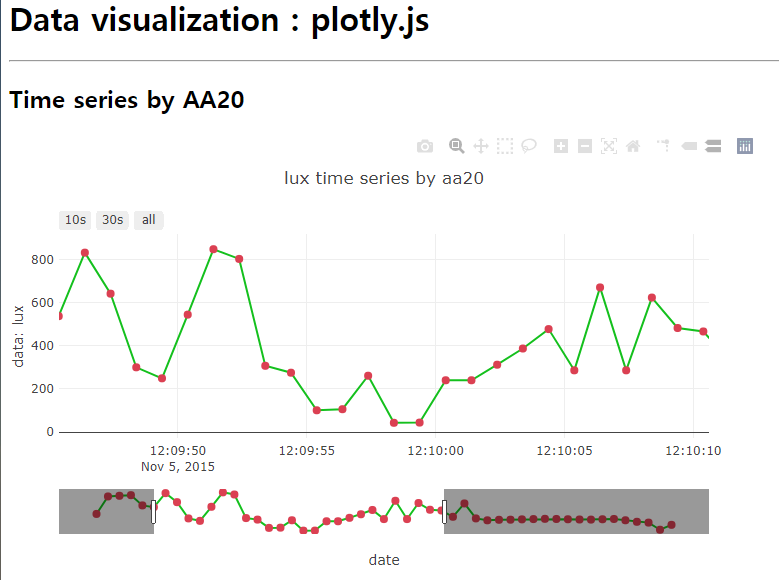 Data visualization : plotly.js
Time series by AA20
lux time series by aa20
10s 30s all
800
600
400
200
0
data: lux
12:09:50 12:09:55 12:10:00 12:10:05 12:10:10
Nov 5, 2015
date